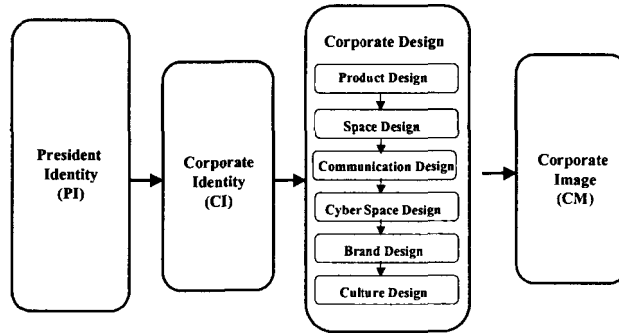 President
Identity
(PI)
Corporate
Identity
(CI)
Corporate Design
Product Design
Space Design
Communication Design
Cyber Space Design
Brand Design
Culture Design
Corporate
Image
(CM)